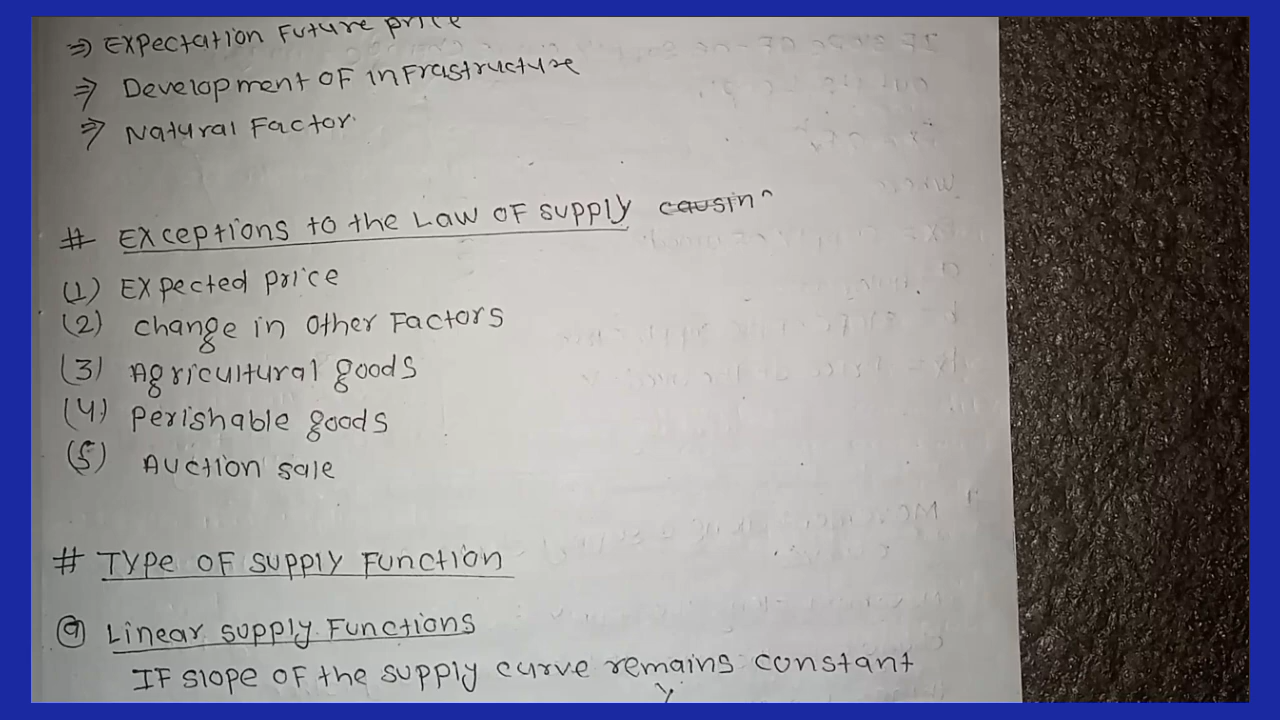 ⇒ Expectation Future price
⇒ Development OF infrastructure
⇒ Natural Factor.
# Exceptions to the Law OF supply
(1) Expected price
(2) change in other Factors
(3) Agricultural goods
(4) Perishable goods
(5) Auction sale
# Type OF supply Function
(a) Linear supply Functions
IF slope OF the supply curve remains constant